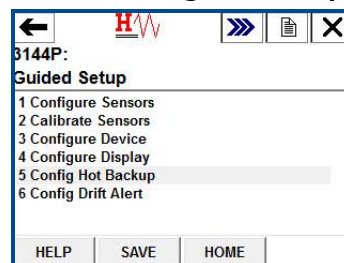 H
3144P:
Guided Setup
1 Configure Sensors
2 Calibrate Sensors
3 Configure Device
4 Configure Display
5 Config Hot Backup
6 Config Drift Alert
HELP SAVE HOME